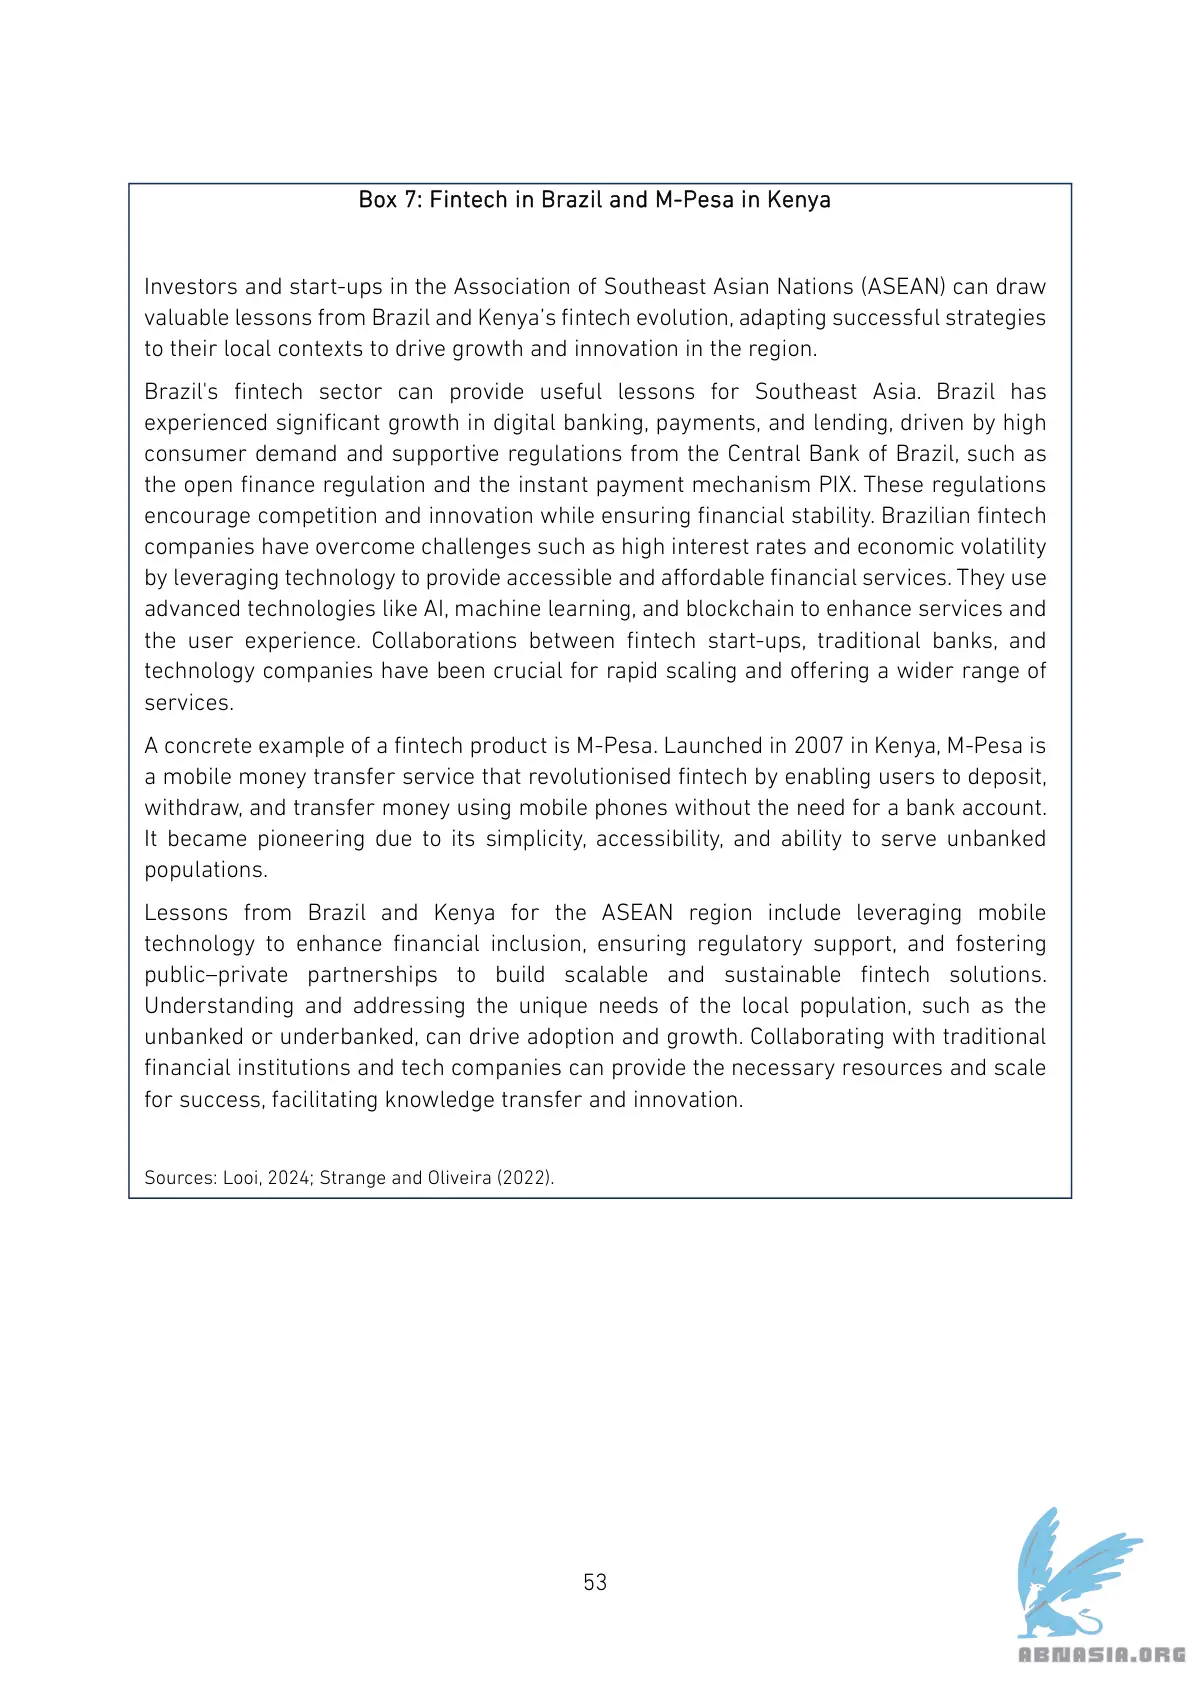 Box 7: Fintech in Brazil and M-Pesa in Kenya
Investors and start-ups in the Association of Southeast Asian Nations (ASEAN) can draw
valuable lessons from Brazil and Kenya’s fintech evolution, adapting successful strategies
to their local contexts to drive growth and innovation in the region.
Brazil's fintech sector can provide useful lessons for Southeast Asia. Brazil has
experienced significant growth in digital banking, payments, and lending, driven by high
consumer demand and supportive regulations from the Central Bank of Brazil, such as
the open finance regulation and the instant payment mechanism PIX. These regulations
encourage competition and innovation while ensuring financial stability. Brazilian fintech
companies have overcome challenges such as high interest rates and economic volatility
by leveraging technology to provide accessible and affordable financial services. They use
advanced technologies like AI, machine learning, and blockchain to enhance services and
the user experience. Collaborations between fintech start-ups, traditional banks, and
technology companies have been crucial for rapid scaling and offering a wider range of
services.
A concrete example of a fintech product is M-Pesa. Launched in 2007 in Kenya, M-Pesa is
a mobile money transfer service that revolutionised fintech by enabling users to deposit,
withdraw, and transfer money using mobile phones without the need for a bank account.
It became pioneering due to its simplicity, accessibility, and ability to serve unbanked
populations.
Lessons from Brazil and Kenya for the ASEAN region include leveraging mobile
technology to enhance financial inclusion, ensuring regulatory support, and fostering
public–private partnerships to build scalable and sustainable fintech solutions.
Understanding and addressing the unique needs of the local population, such as the
unbanked or underbanked, can drive adoption and growth. Collaborating with traditional
financial institutions and tech companies can provide the necessary resources and scale
for success, facilitating knowledge transfer and innovation.
Sources: Looi, 2024; Strange and Oliveira (2022).
53
ABNASIA.ORG